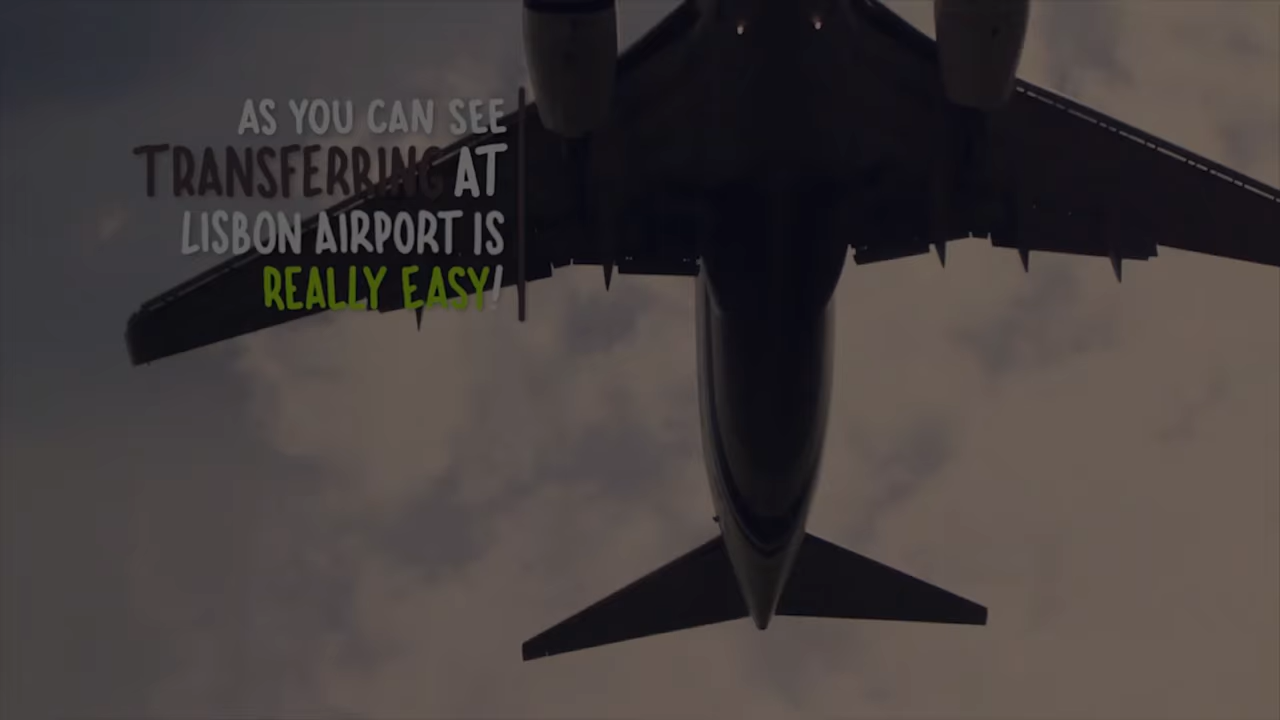 AS YOU CAN SEE
TRANSFERRING AT
LISBON AIRPORT IS
REALLY EASY!